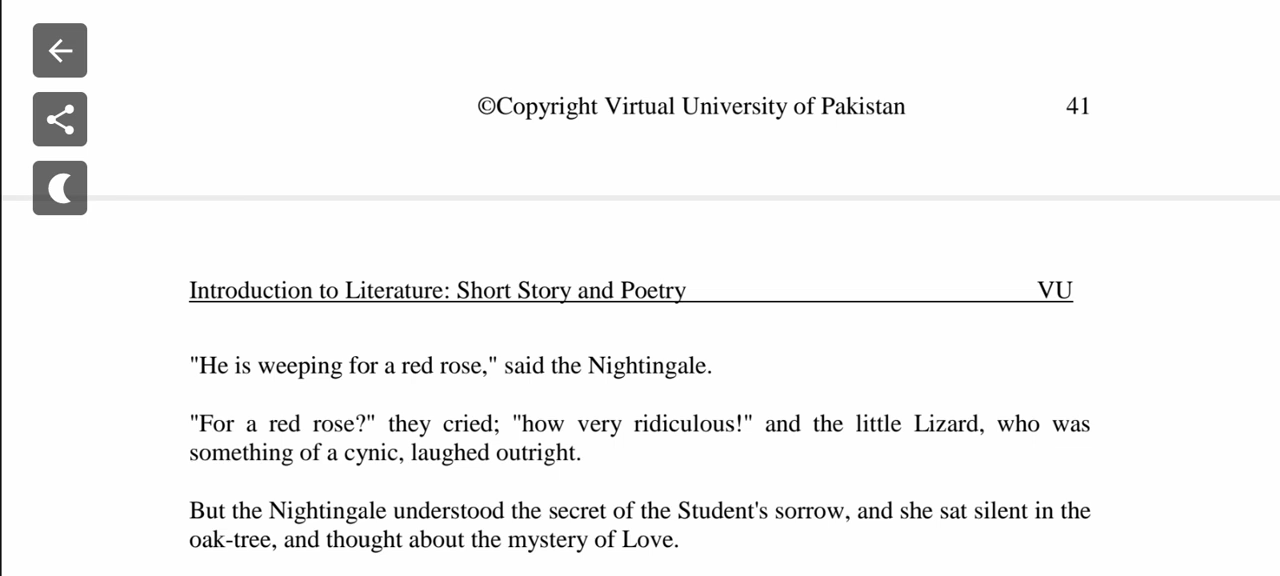 ©Copyright Virtual University of Pakistan 41
Introduction to Literature: Short Story and Poetry VU
"He is weeping for a red rose," said the Nightingale.
"For a red rose?" they cried; "how very ridiculous!" and the little Lizard, who was
something of a cynic, laughed outright.
But the Nightingale understood the secret of the Student's sorrow, and she sat silent in the
oak-tree, and thought about the mystery of Love.